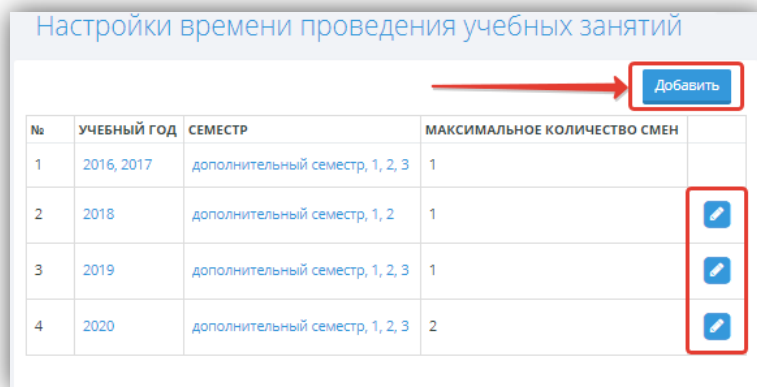 Настройки времени проведения учебных занятий
Добавить
№ УЧЕБНЫЙ ГОД СЕМЕСТР МАКСИМАЛЬНОЕ КОЛИЧЕСТВО СМЕН
1 2016, 2017 дополнительный семестр, 1, 2, 3 1
2 2018 дополнительный семестр, 1, 2 1
3 2019 дополнительный семестр, 1, 2, 3 1
4 2020 дополнительный семестр, 1, 2, 3 2